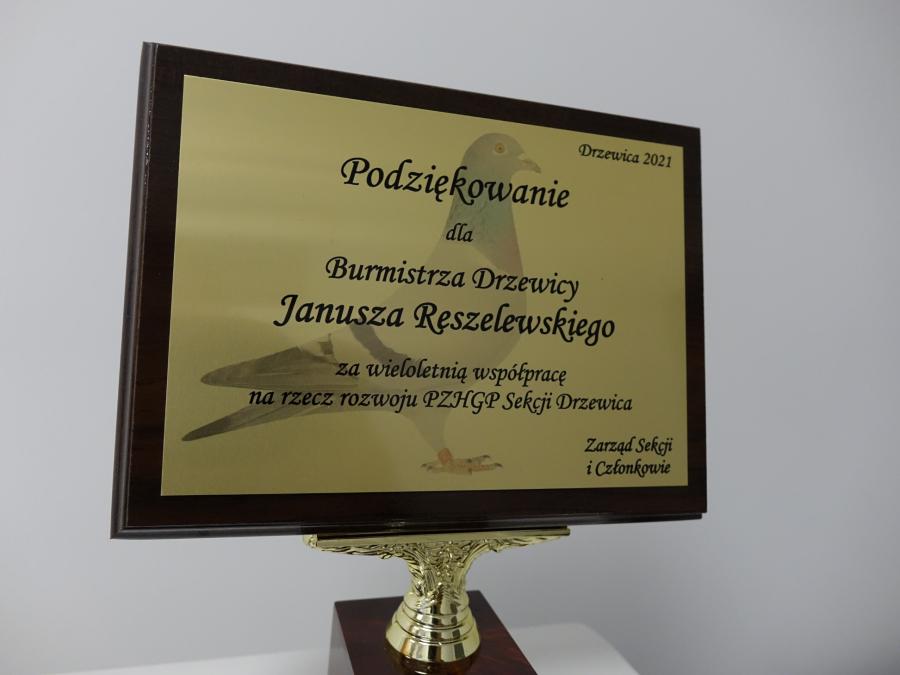 Drzewica 2021
Podziękowanie
dla
Burmistrza Drzewicy
Janusza Reszelewskiego
za wieloletnią współpracę
na rzecz rozwoju PZHGP Sekcji Drzewica
Zarząd Sekcji
i Członkowie